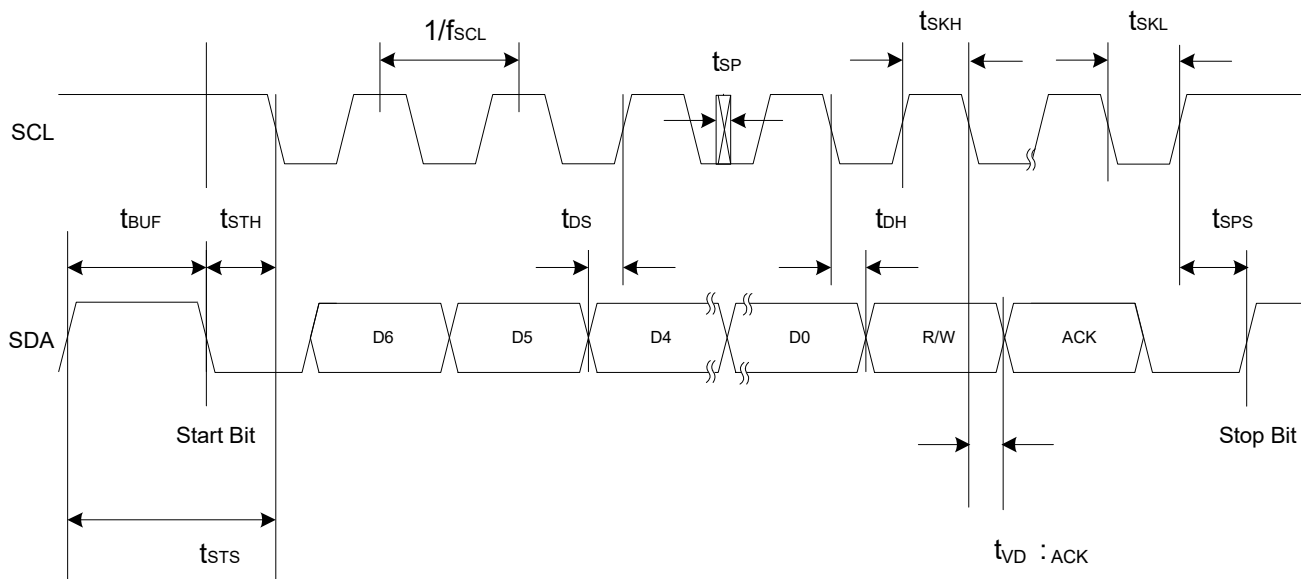 1/fSCL
tSP
tSKH
tSKL
SCL
tBUF
tSTH
tDS
tDH
tSPS
SDA
D6
D5
D4
D0
R/W
ACK
Start Bit
Stop Bit
tSTS
tVD : ACK